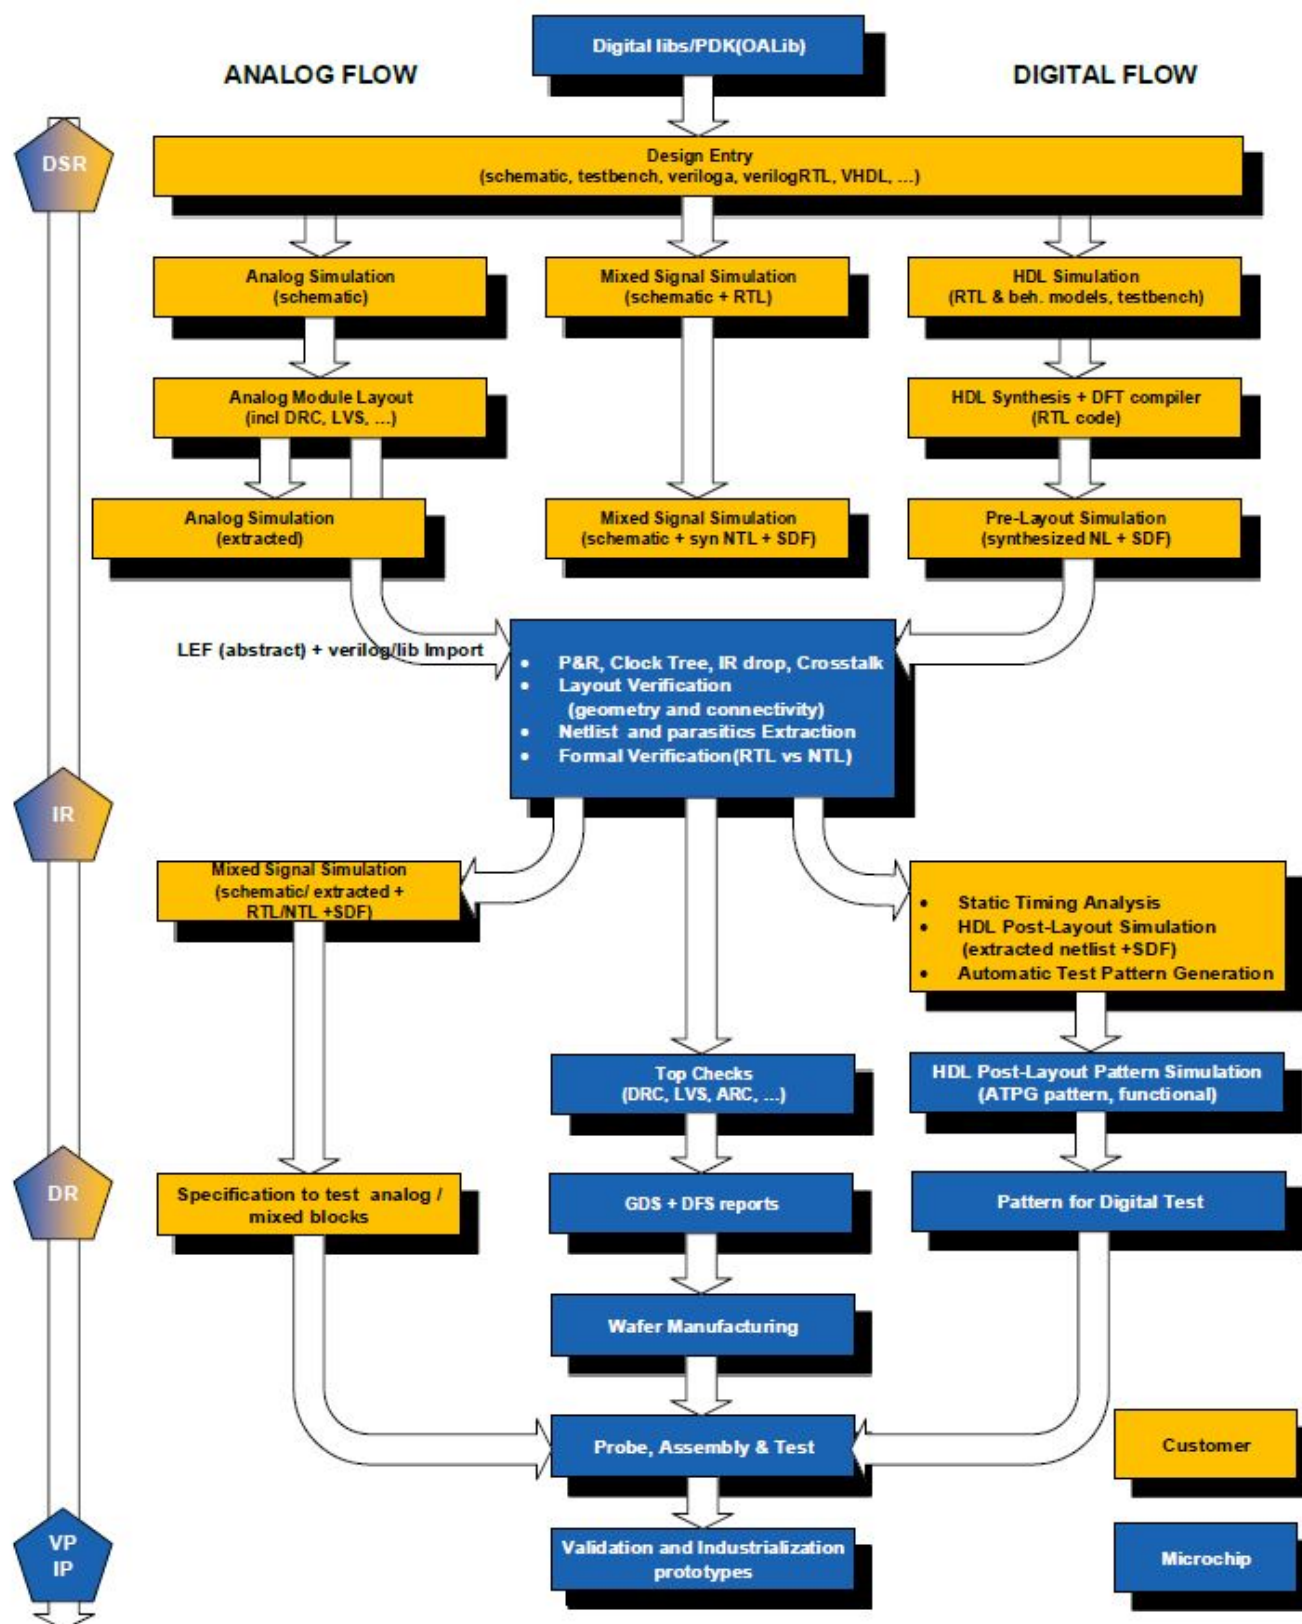 Digital libs/PDK(OALib)
ANALOG FLOW
DIGITAL FLOW
DSR
Design Entry
(schematic, testbench, veriloga, verilogRTL, VHDL, ...)
Analog Simulation
(schematic)
Mixed Signal Simulation
(schematic + RTL)
HDL Simulation
(RTL & beh. models, testbench)
Analog Module Layout
(incl DRC, LVS, ...)
HDL Synthesis + DFT compiler
(RTL code)
Analog Simulation
(extracted)
Mixed Signal Simulation
(schematic + syn NTL + SDF)
Pre-Layout Simulation
(synthesized NL + SDF)
LEF (abstract) + verilog/lib Import
• P&R, Clock Tree, IR drop, Crosstalk
• Layout Verification
(geometry and connectivity)
• Netlist and parasitics Extraction
• Formal Verification(RTL vs NTL)
IR
Mixed Signal Simulation
(schematic/ extracted +
RTL/NTL +SDF)
• Static Timing Analysis
• HDL Post-Layout Simulation
(extracted netlist +SDF)
• Automatic Test Pattern Generation
Top Checks
(DRC, LVS, ARC, ...)
HDL Post-Layout Pattern Simulation
(ATPG pattern, functional)
DR
Specification to test analog /
mixed blocks
GDS + DFS reports
Pattern for Digital Test
Wafer Manufacturing
Probe, Assembly & Test
Customer
VP
IP
Validation and Industrialization
prototypes
Microchip